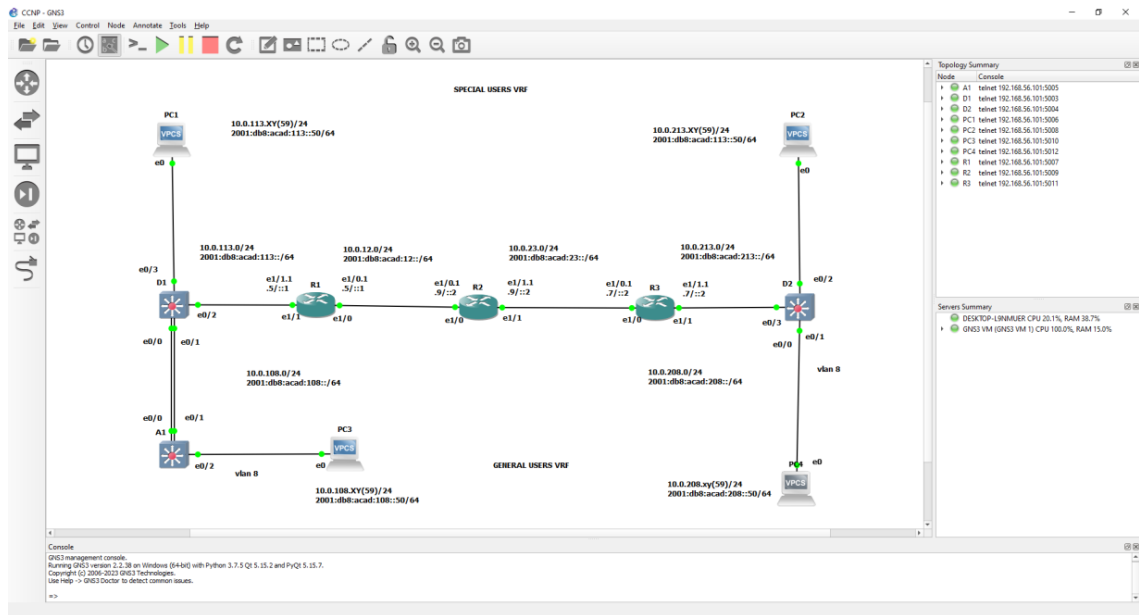 CCNP - GNS3
File Edit View Control Node Annotate Tools Help
SPECIAL USERS VRF
PC1
VPCS
10.0.113.XY(59)/24
2001:db8:acad:113::50/64
e0
10.0.213.XY(59)/24
2001:db8:acad:113::50/64
PC2
VPCS
e0
10.0.113.0/24
2001:db8:acad:113::/64
10.0.12.0/24
2001:db8:acad:12::/64
10.0.23.0/24
2001:db8:acad:23::/64
10.0.213.0/24
2001:db8:acad:213::/64
e0/3
D1
e0/2
e0/0
e0/1
e1/1.1
.5/::1
R1
e1/0.1
.5/::1
e1/1
e1/0
e1/0.1
.9/::2
R2
e1/1.1
.9/::2
e1/0
e1/1
e1/0.1
.7/::2
R3
e1/1.1
.7/::2
e1/0
e1/1
D2
e0/2
e0/3
e0/0
e0/1
vlan 8
10.0.108.0/24
2001:db8:acad:108::/64
10.0.208.0/24
2001:db8:acad:208::/64
e0/0
e0/1
A1
e0/2
vlan 8
PC3
VPCS
e0
10.0.108.XY(59)/24
2001:db8:acad:108::50/64
GENERAL USERS VRF
10.0.208.xy(59)/24
2001:db8:acad:208::50/64
PC4
e0
VPCS
Topology Summary
Node Console
A1 telnet 192.168.56.101:5005
D1 telnet 192.168.56.101:5003
D2 telnet 192.168.56.101:5004
PC1 telnet 192.168.56.101:5006
PC2 telnet 192.168.56.101:5008
PC3 telnet 192.168.56.101:5010
PC4 telnet 192.168.56.101:5012
R1 telnet 192.168.56.101:5007
R2 telnet 192.168.56.101:5009
R3 telnet 192.168.56.101:5011
Servers Summary
DESKTOP-L9NMUER CPU 20.1%, RAM 38.7%
GNS3 VM (GNS3 VM 1) CPU 100.0%, RAM 15.0%
Console
GNS3 management console.
Running GNS3 version 2.2.38 on Windows (64-bit) with Python 3.7.5 Qt 5.15.2 and PyQt 5.15.7.
Copyright (c) 2006-2023 GNS3 Technologies.
Use Help -> GNS3 Doctor to detect common issues.
=>